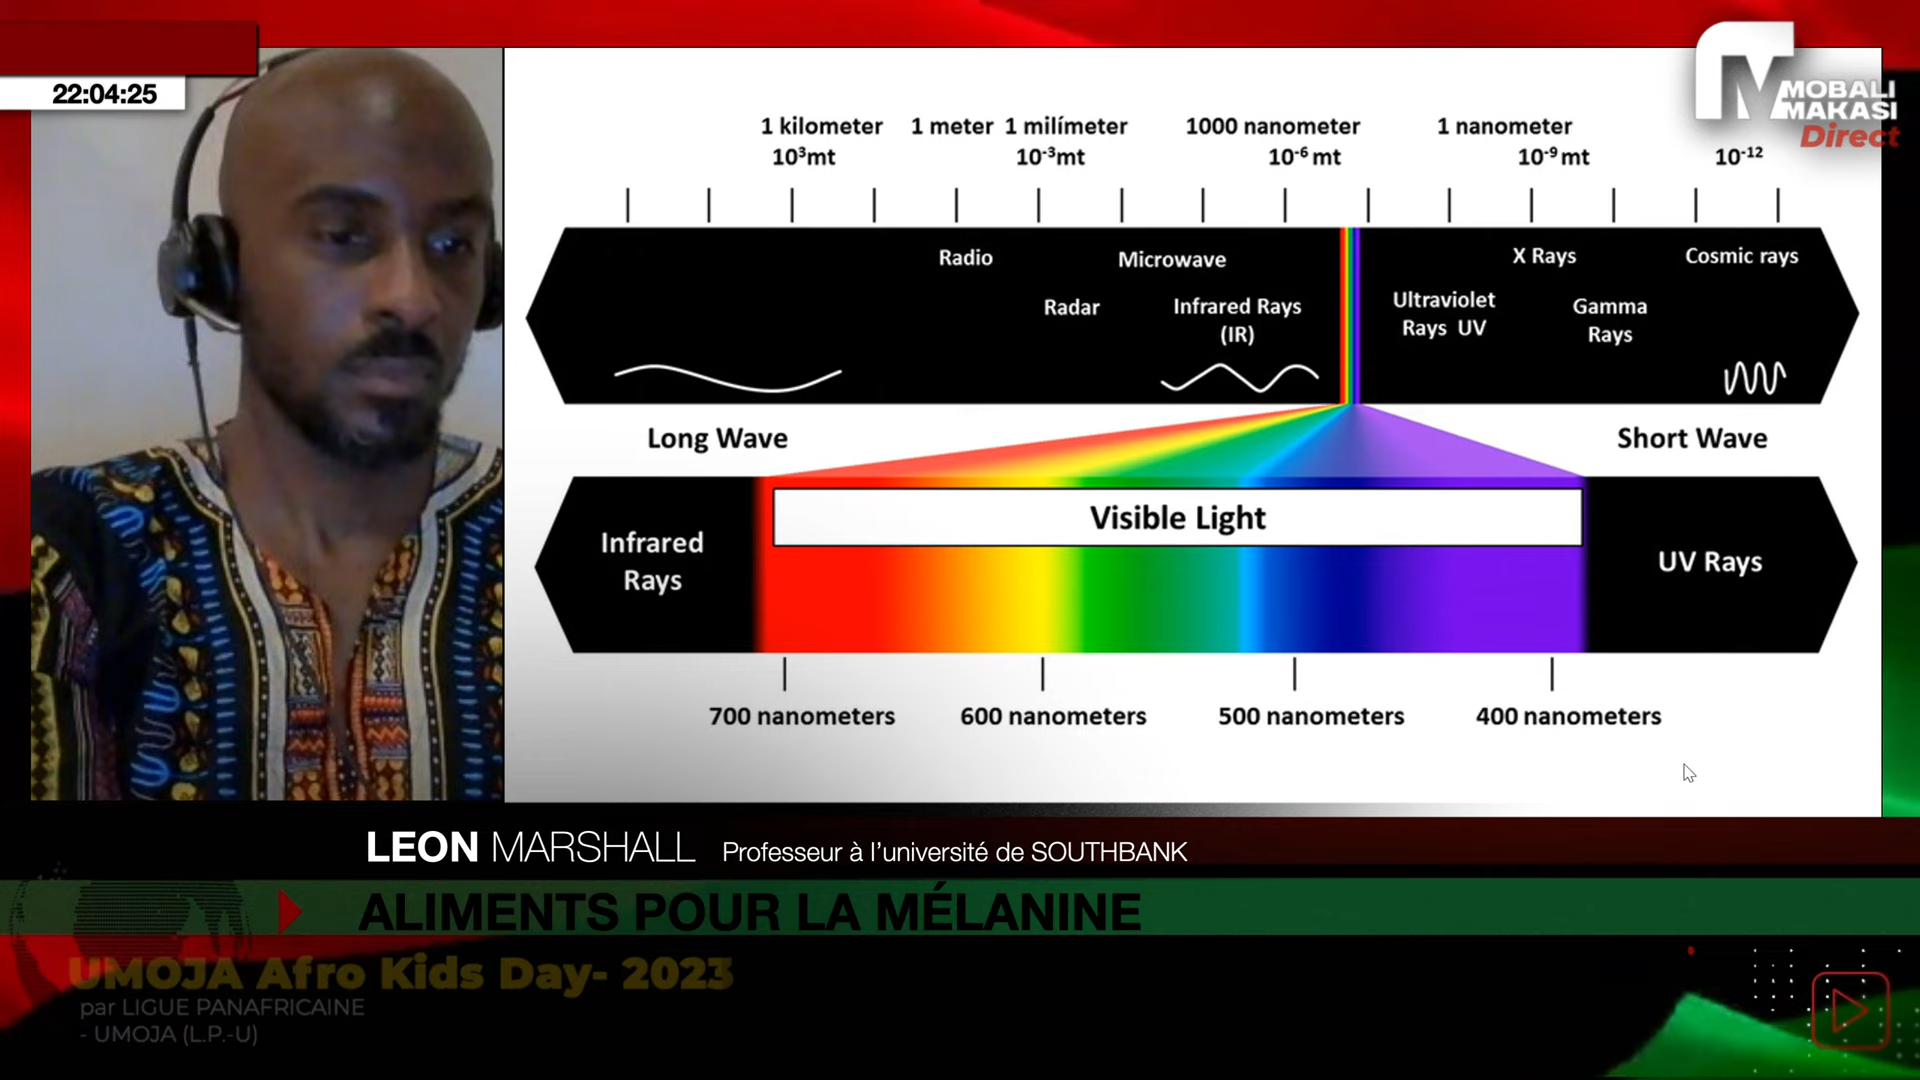 22:04:25
MOBALI
MAKASI
Direct
1 kilometer 1 meter 1 milímeter 1000 nanometer 1 nanometer
10³mt 10⁻³mt 10⁻⁶ mt 10⁻⁹ mt 10⁻¹²
Radio Microwave X Rays Cosmic rays
Radar Infrared Rays (IR) Ultraviolet Rays UV Gamma Rays
Long Wave Short Wave
Visible Light
Infrared
Rays
UV Rays
700 nanometers 600 nanometers 500 nanometers 400 nanometers
LEON MARSHALL Professeur à l’université de SOUTHBANK
ALIMENTS POUR LA MÉLANINE
UMOJA Afro Kids Day- 2023
par LIGUE PANAFRICAINE
- UMOJA (L.P.-U)